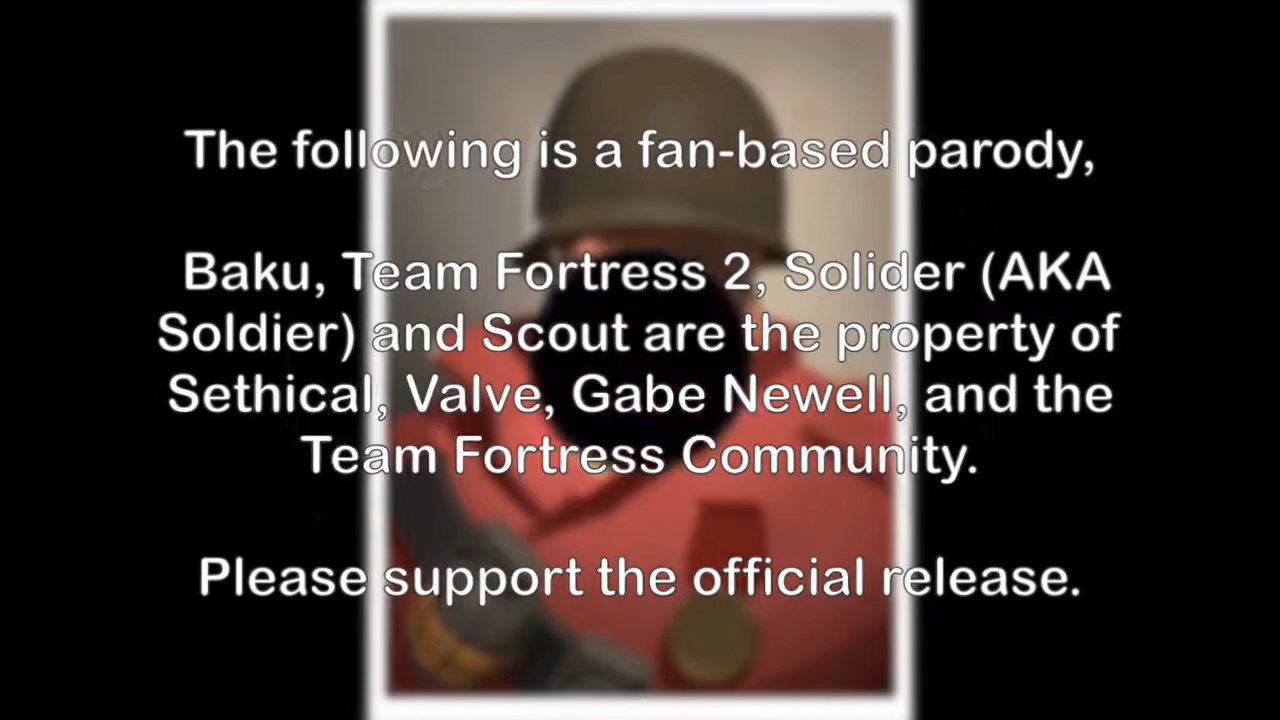 The following is a fan-based parody,
Baku, Team Fortress 2, Solider (AKA
Soldier) and Scout are the property of
Sethical, Valve, Gabe Newell, and the
Team Fortress Community.
Please support the official release.